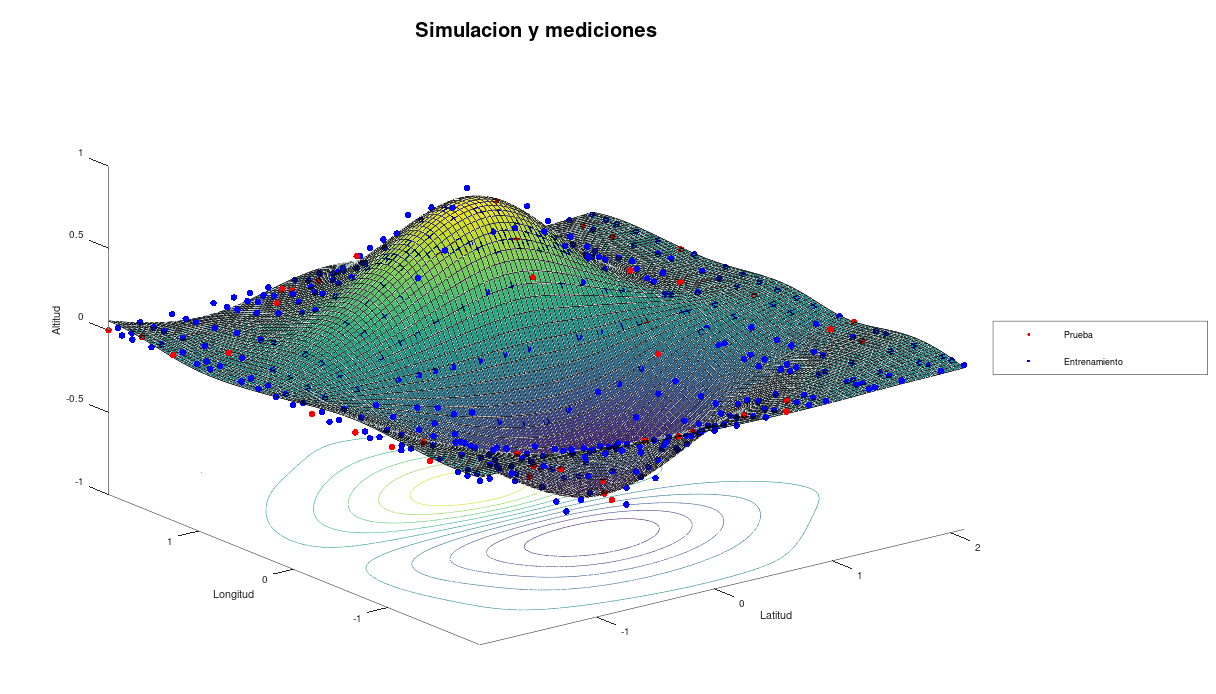 Simulacion y mediciones
1
0.5
0
-0.5
-1
Altitud
1
0
-1
Longitud
-1
0
1
2
Latitud
Prueba
Entrenamiento